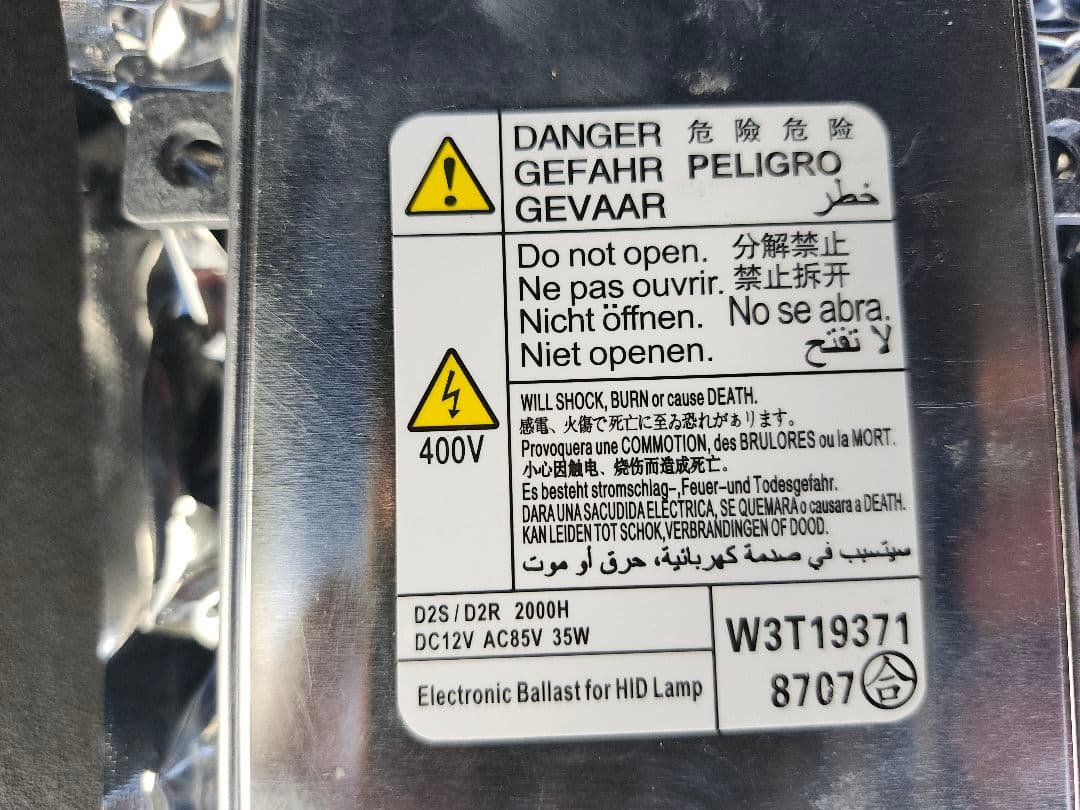 DANGER 危 險 危 险
GEFAHR PELIGRO
GEVAAR خطر
Do not open. 分解禁止
Ne pas ouvrir. 禁止拆开
Nicht öffnen. No se abra.
Niet openen. لا تفتح
400V
WILL SHOCK, BURN or cause DEATH.
感電、火傷で死亡に至る恐れがぁります。
Provoquera une COMMOTION, des BRULORES ou la MORT.
小心因触电、烧伤而造成死亡。
Es besteht stromschlag-,Feuer-und Todesgefahr.
DARA UNA SACUDIDA ELECTRICA, SE QUEMARA o causara a DEATH.
KAN LEIDEN TOT SCHOK, VERBRANDINGEN OF DOOD.
سيتسبب في صدمة كهربائية، حرق أو موت
D2S / D2R 2000H
DC12V AC85V 35W
Electronic Ballast for HID Lamp
W3T19371
8707 合